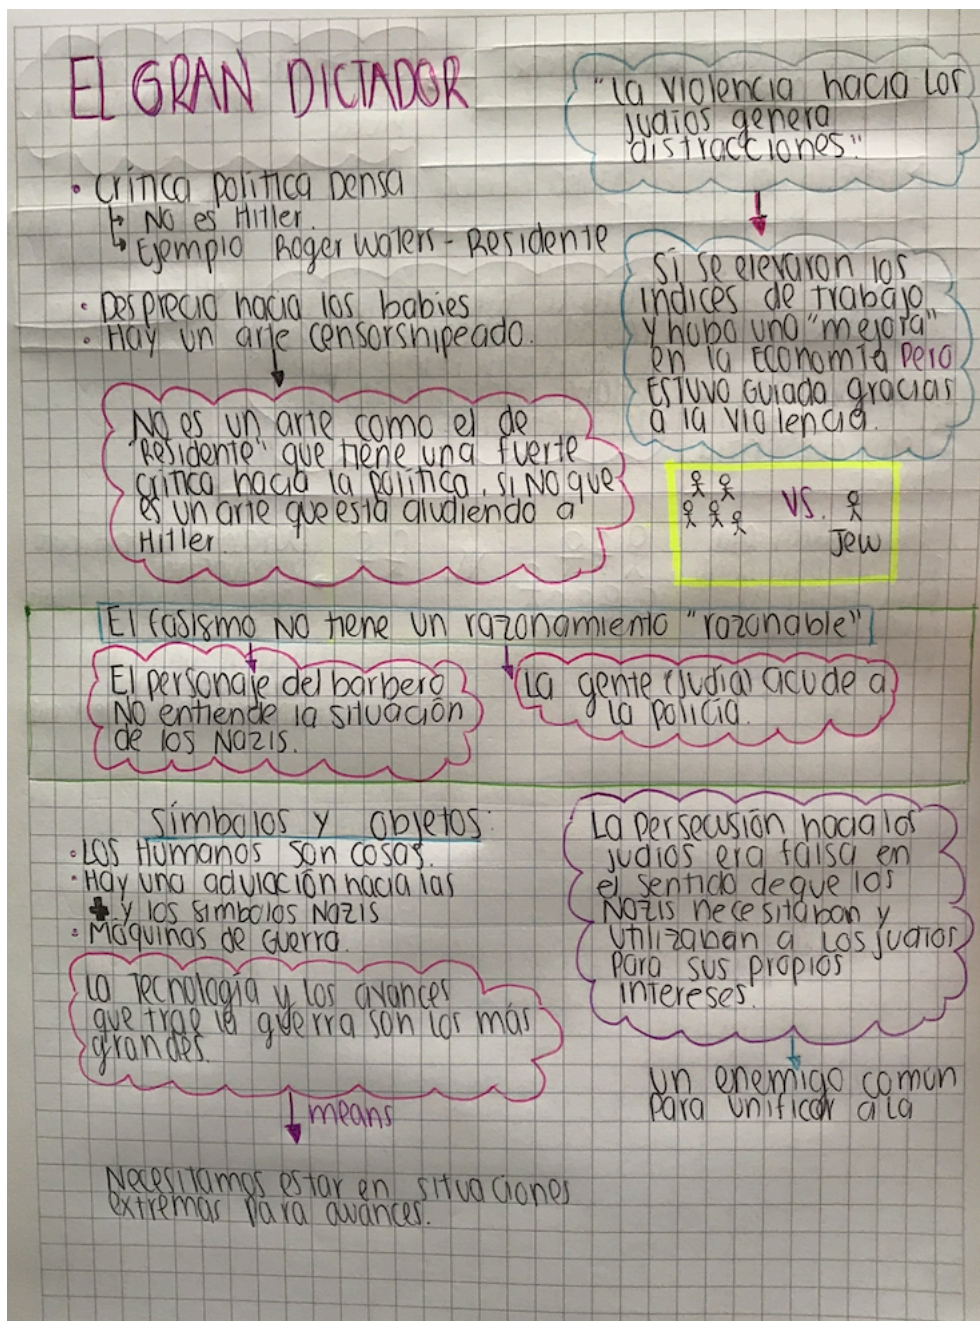 EL GRAN DICTADOR
• Crítica política densa
↳ No es Hitler.
↳ Ejemplo Roger Waters - Residente
• Desprecio hacia los babies
• Hay un arte censorshipeado.
No es un arte como el de
"Residente" que tiene una fuerte
crítica hacia la política, si NO que
es un arte que está aludiendo a
Hitler.
"La violencia hacia los
judíos genera
distracciones."
Si se elevaron los
índices de trabajo
y hubo una "mejora"
en la economía pero
ESTUVO Guiada gracias
a la violencia.
VS.
Jew
El fasismo NO tiene un razonamiento "razonable"
El personaje del barbero
NO entiende la situación
de los NAZIS.
La gente (judía) acude a
la policía.
Símbolos y objetos:
• LOS Humanos son cosas.
• Hay una adulación hacia las
✚ y los símbolos NAZIS
• Máquinas de guerra.
La Tecnología y los avances
que trae la guerra son los más
grandes.
means
Necesitamos estar en situaciones
extremas para avances.
La persecusión hacia los
judíos era falsa en
el sentido de que los
NAZIS necesitaban y
utilizaban a los judíos
para sus propios
intereses.
un enemigo común
para unificar a la